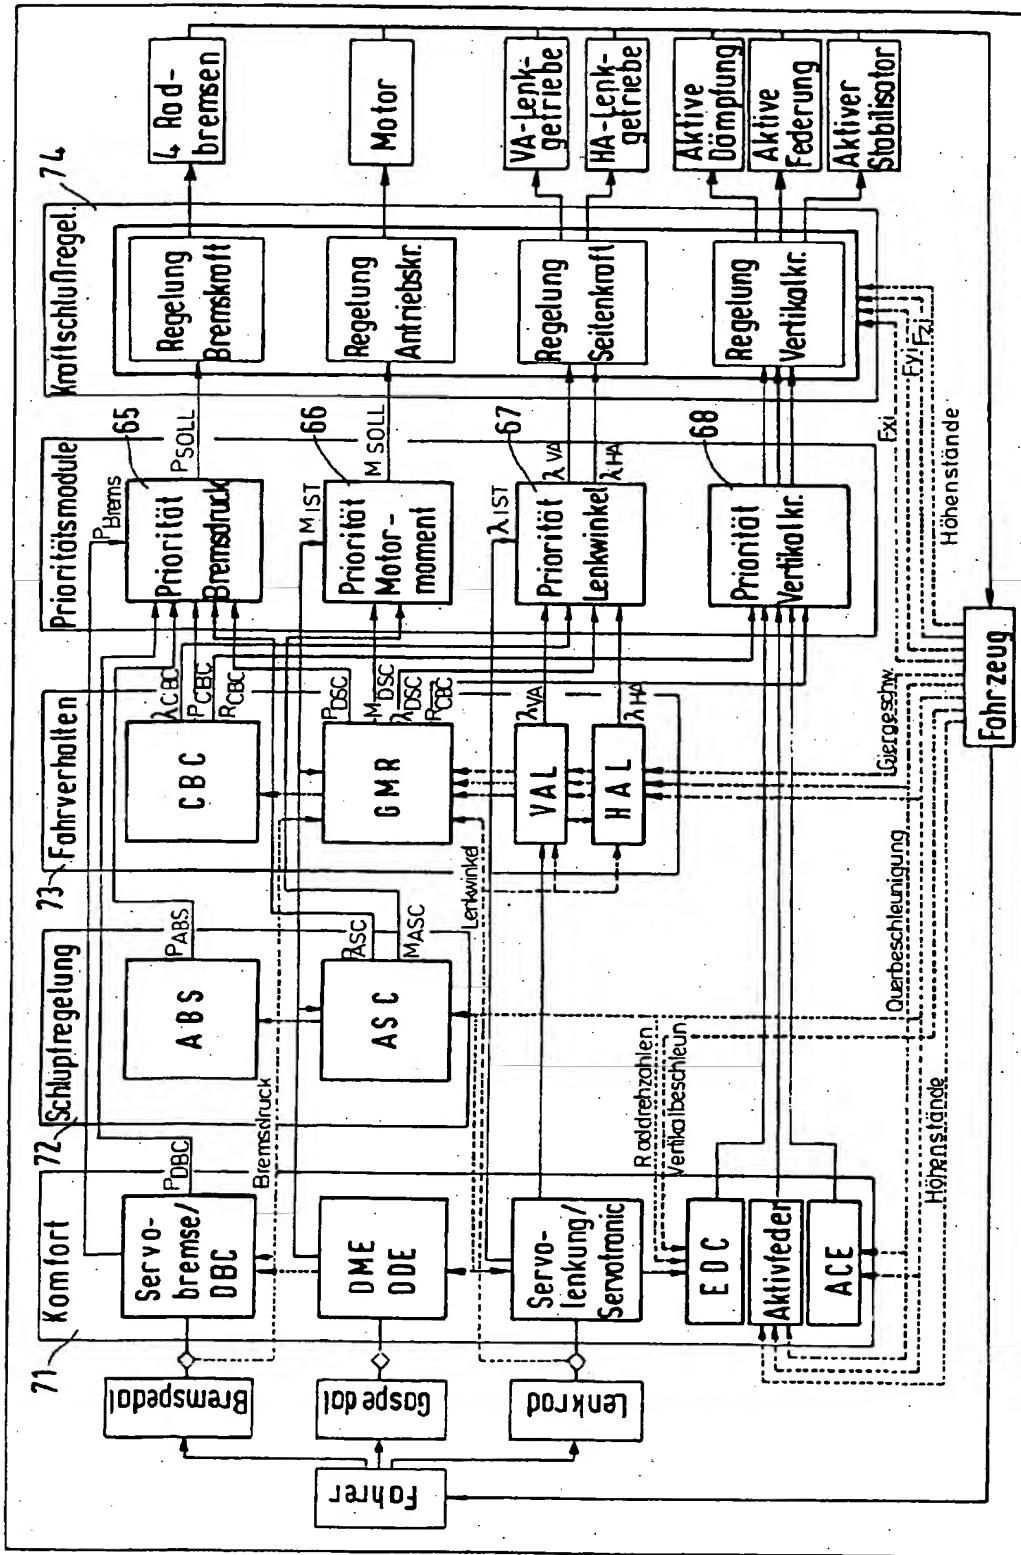 Fahrer
Bremspedal
Gaspedal
Lenkrad
71
Komfort
Servo-
bremse/
DBC
DME
DDE
Servo-
lenkung/
Servotronic
EDC
Aktivfeder
ACE
PDBC
Bremsdruck
Raddrehzahlen
Vertikalbeschleun
Höhenstände
72
Schlupfregelung
ABS
ASC
PABS
PASC
MASC
Lenkwinkel
Querbeschleunigung
73
Fahrverhalten
CBC
GMR
VAL
HAL
λCBC
PCBC
RCBC
PDSC
MDSC
λDSC
RCBC
λVA
λHA
Giergeschw.
Prioritätsmodule
PBrems
65
Priorität
Bremsdruck
PSOLL
MIST
66
Priorität
Motor-
moment
MSOLL
λIST
67
Priorität
Lenkwinkel
λVA
λHA
68
Priorität
Vertikalkr.
Fxi
Fyi
Fzi
Höhenstände
Kraftschlußregel.
74
Regelung
Bremskraft
Regelung
Antriebskr.
Regelung
Seitenkraft
Regelung
Vertikalkr.
4 Rad-
bremsen
Motor
VA-Lenk-
getriebe
HA-Lenk-
getriebe
Aktive
Dämpfung
Aktive
Federung
Aktiver
Stabilisator
Fahrzeug